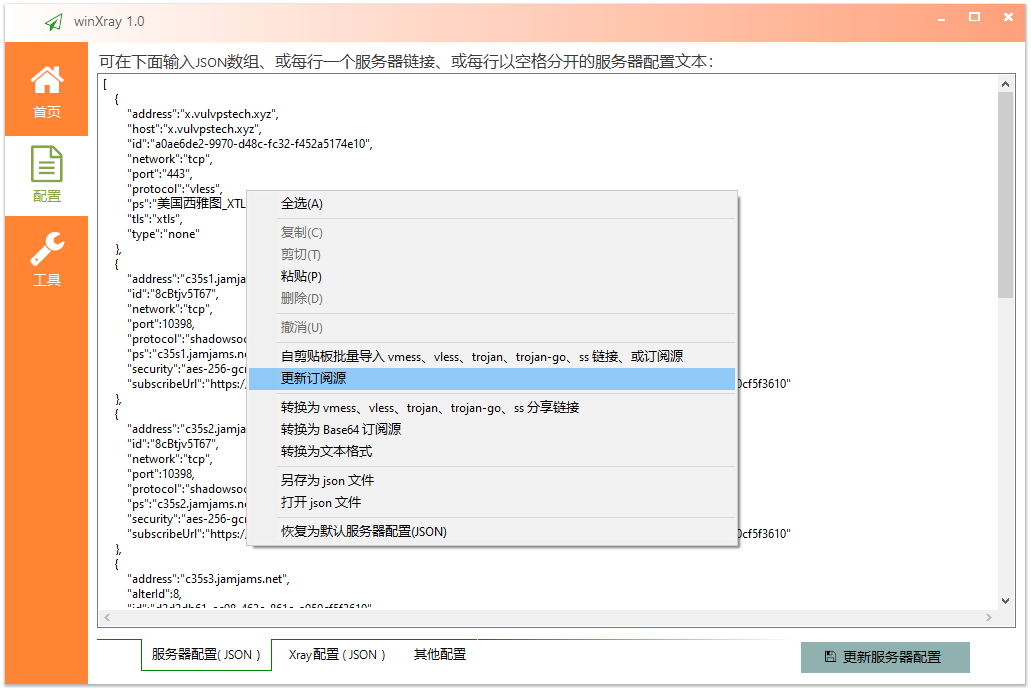 winXray 1.0
首页
配置
工具
可在下面输入JSON数组、或每行一个服务器链接、或每行以空格分开的服务器配置文本：
[
{
"address":"x.vulvpstech.xyz",
"host":"x.vulvpstech.xyz",
"id":"a0ae6de2-9970-d48c-fc32-f452a5174e10",
"network":"tcp",
"port":"443",
"protocol":"vless",
"ps":"美国西雅图_XTL
"tls":"xtls",
"type":"none"
},
{
"address":"c35s1.jamjams
"id":"8cBtjv5T67",
"network":"tcp",
"port":10398,
"protocol":"shadowsoc
"ps":"c35s1.jamjams.ne
"security":"aes-256-gcm
"subscribeUrl":"https:/ 0cf5f3610"
},
{
"address":"c35s2.jamja
"id":"8cBtjv5T67",
"network":"tcp",
"port":10398,
"protocol":"shadowsoc
"ps":"c35s2.jamjams.ne
"security":"aes-256-gcm
"subscribeUrl":"https:/ 0cf5f3610"
},
{
"address":"c35s3.jamjams.net",
"alterId":8,
全选(A)
复制(C)
剪切(T)
粘贴(P)
删除(D)
撤消(U)
自剪贴板批量导入 vmess、vless、trojan、trojan-go、ss 链接、或订阅源
更新订阅源
转换为 vmess、vless、trojan、trojan-go、ss 分享链接
转换为 Base64 订阅源
转换为文本格式
另存为 json 文件
打开 json 文件
恢复为默认服务器配置(JSON)
服务器配置( JSON )
Xray配置 ( JSON )
其他配置
更新服务器配置